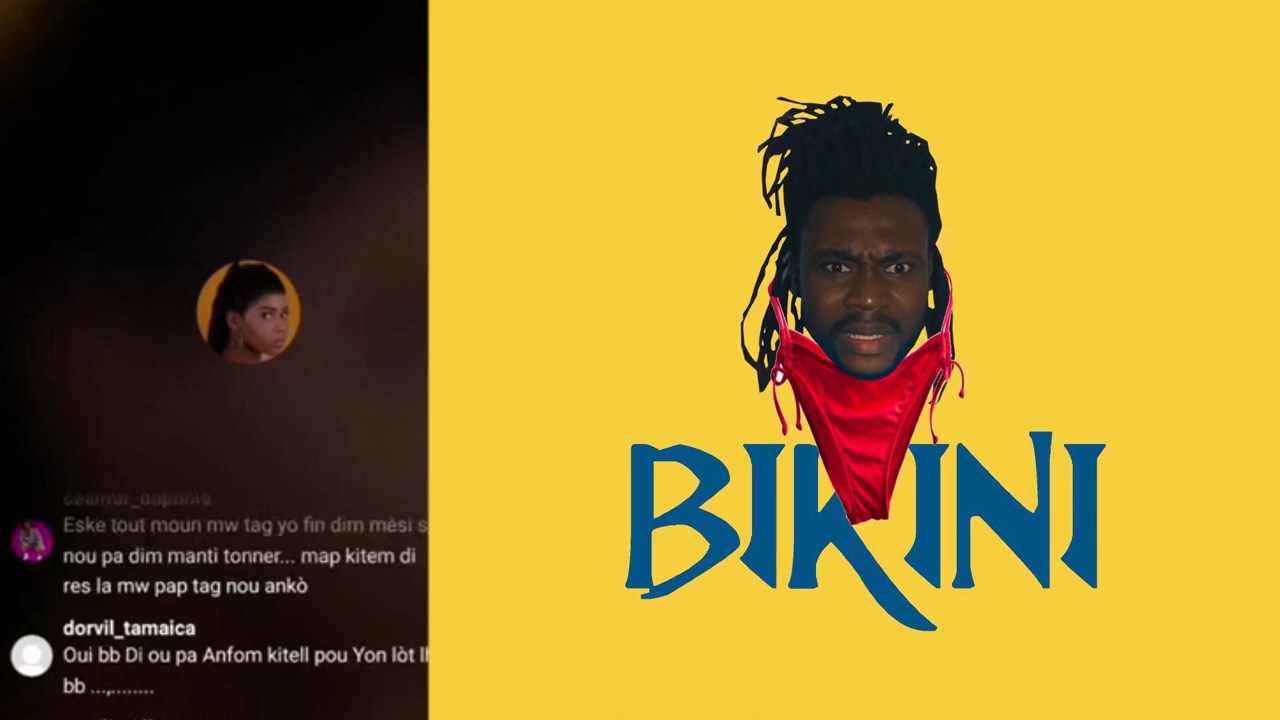 Eske tout moun mw tag yo fin dim mèsi s
nou pa dim manti tonner... map kitem di
res la mw pap tag nou ankò
dorvil_tamaica
Oui bb Di ou pa Anfom kitell pou Yon lòt
bb ...,........
BIKINI